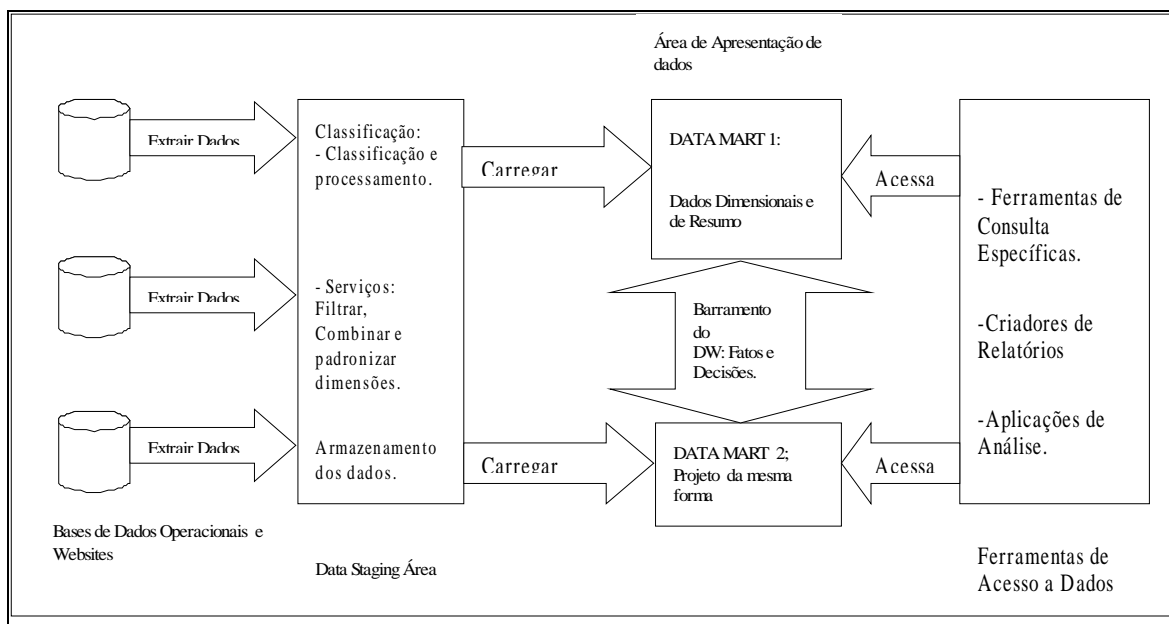 Área de Apresentação de
dados
Extrair Dados
Extrair Dados
Extrair Dados
Bases de Dados Operacionais e
Websites
Classificação:
- Classificação e
processamento.
- Serviços:
Filtrar,
Combinar e
padronizar
dimensões.
Armazenamento
dos dados.
Data Staging Área
Carregar
Carregar
DATA MART 1:
Dados Dimensionais e
de Resumo
Barramento
do
DW: Fatos e
Decisões.
DATA MART 2;
Projeto da mesma
forma
Acessa
Acessa
- Ferramentas de
Consulta
Específicas.
-Criadores de
Relatórios
-Aplicações de
Análise.
Ferramentas de
Acesso a Dados